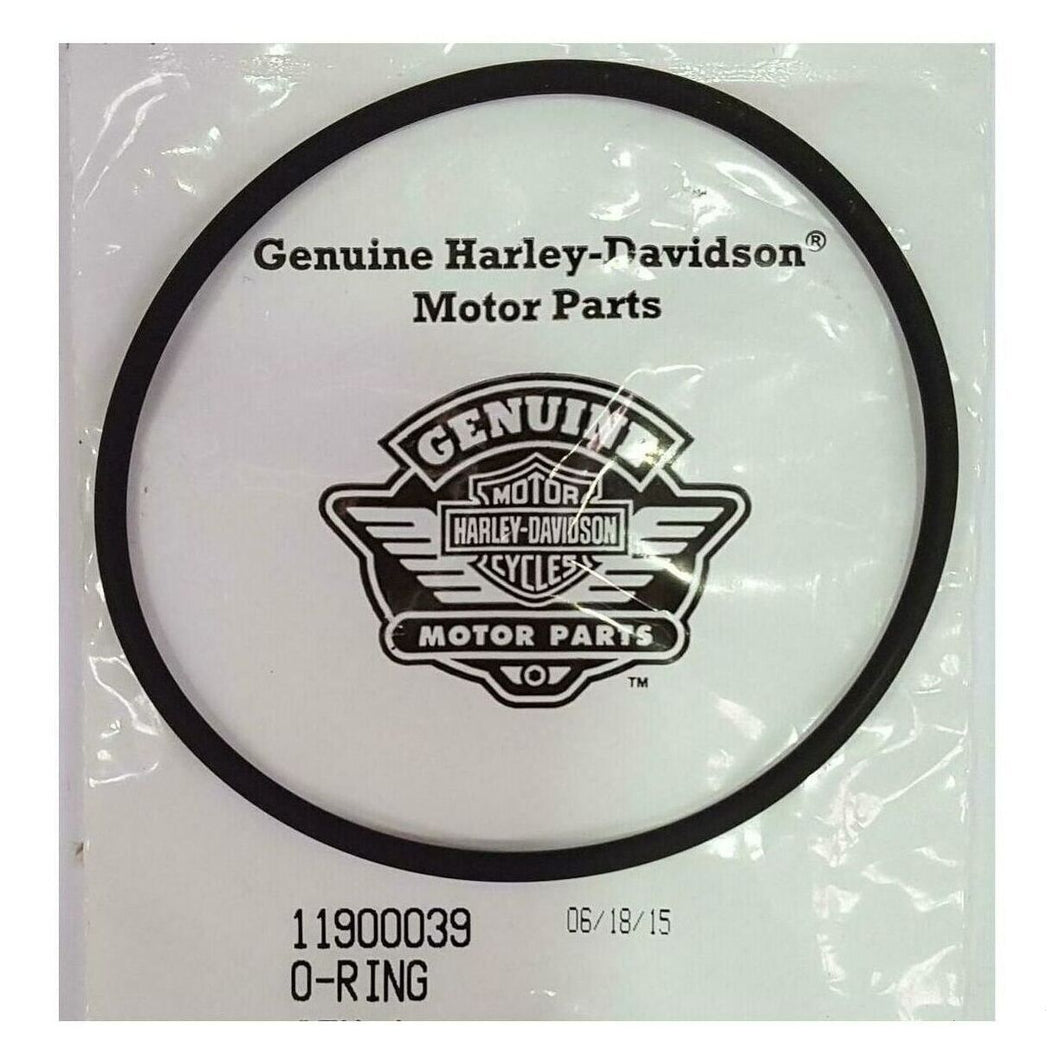 Genuine Harley-Davidson®
Motor Parts
GENUINE
MOTOR
HARLEY-DAVIDSON
CYCLES
MOTOR PARTS
TM
11900039 06/18/15
O-RING